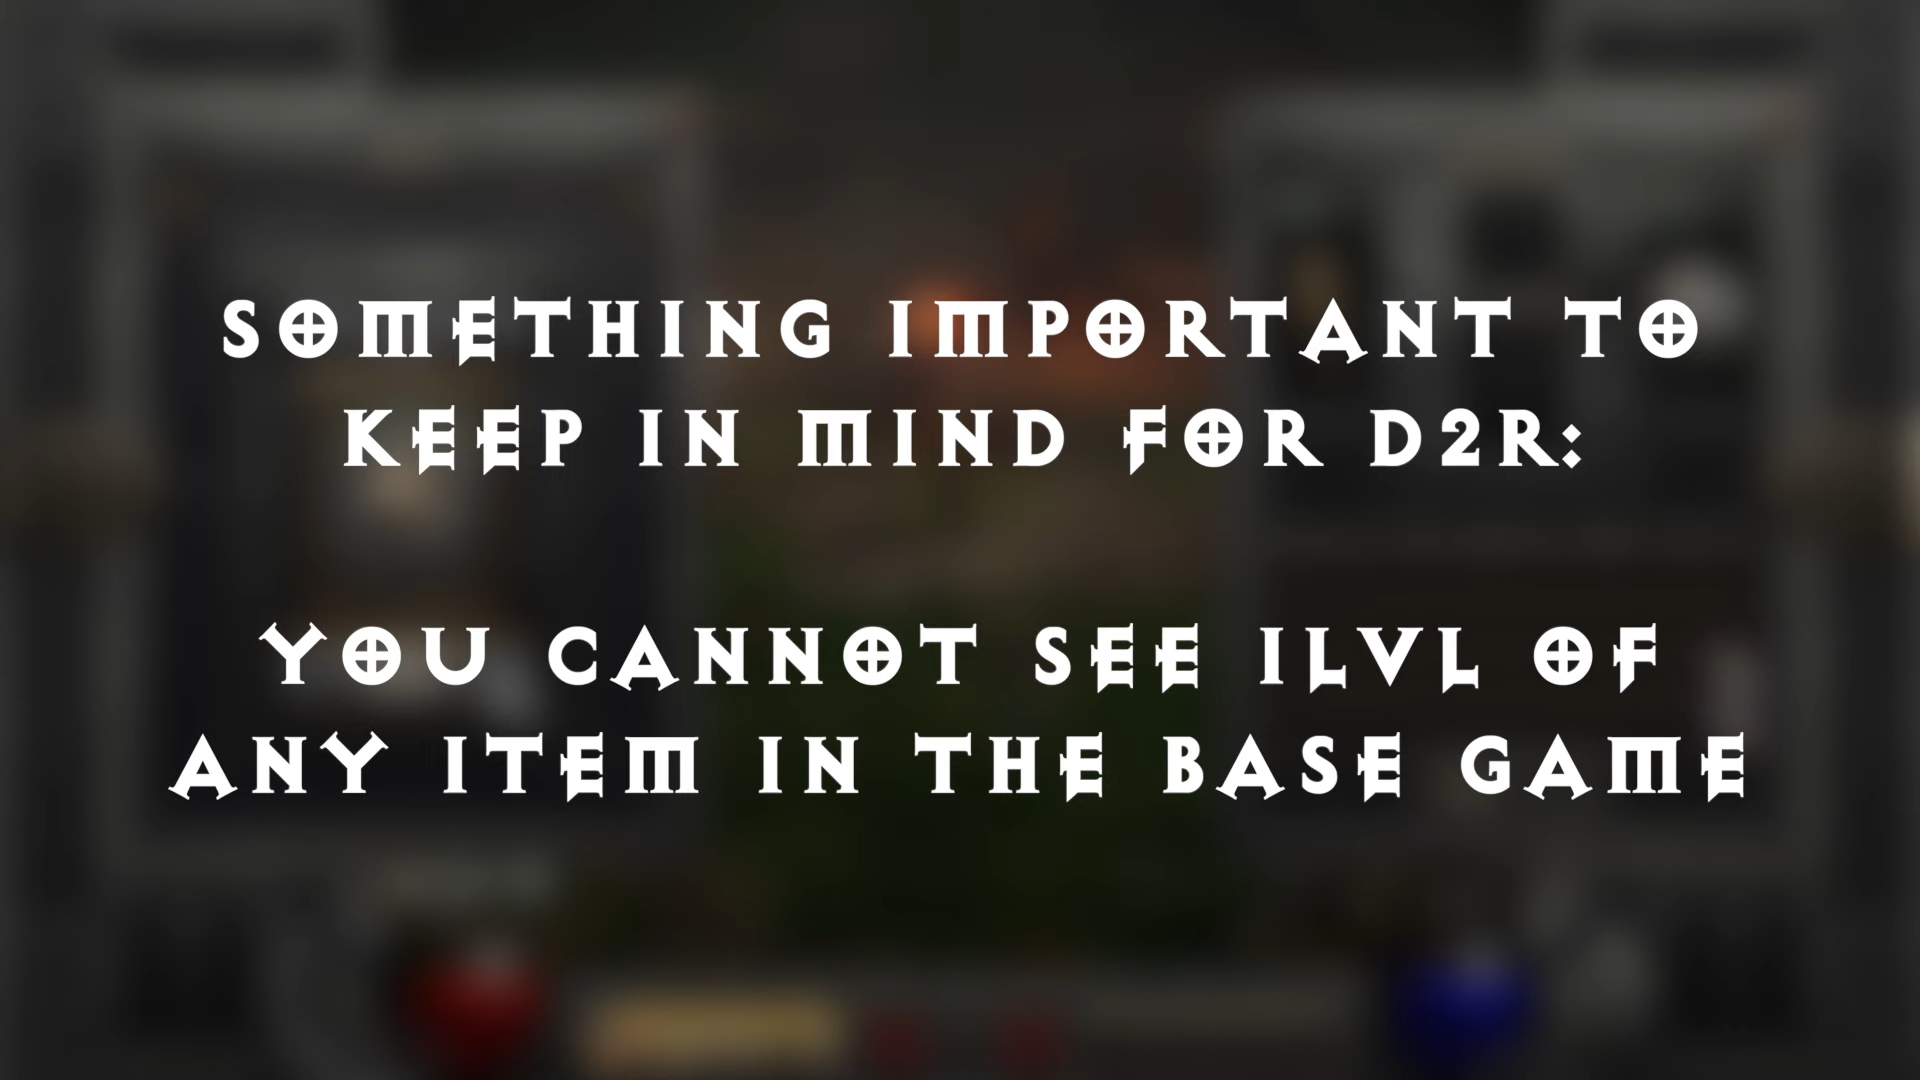 SOMETHING IMPORTANT TO
KEEP IN MIND FOR D2R:
YOU CANNOT SEE ILVL OF
ANY ITEM IN THE BASE GAME